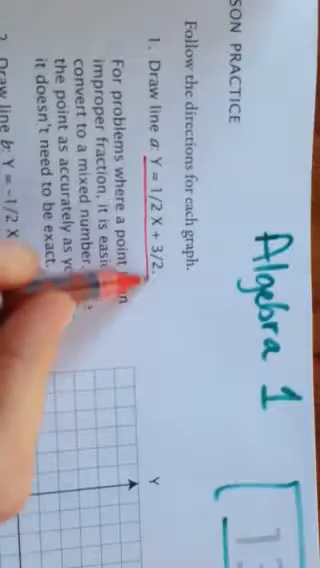 SON PRACTICE
Algebra 1
Follow the directions for each graph.
1. Draw line a: Y = 1/2 X + 3/2.
For problems where a point
improper fraction, it is
convert to a mixed number.
the point as accurately as
it doesn't need to be exact.
Draw line b: Y = -1/2 X
Y